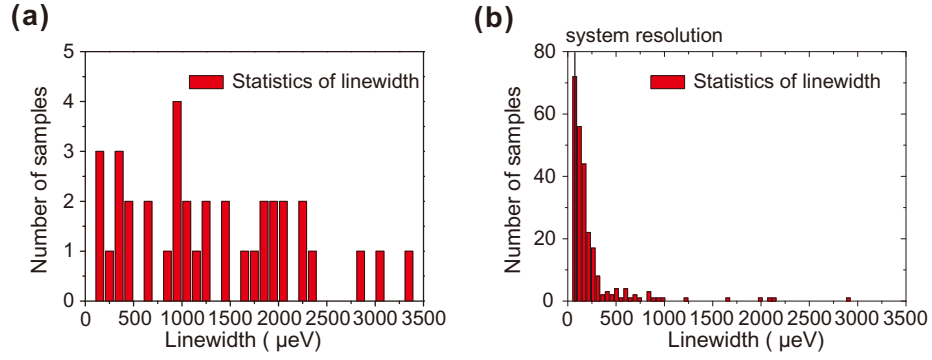 (a)
5
4
3
2
1
0
Number of samples
Statistics of linewidth
0 500 1000 1500 2000 2500 3000 3500
Linewidth ( µeV)
(b)
system resolution
80
60
40
20
0
Number of samples
Statistics of linewidth
0 500 1000 1500 2000 2500 3000 3500
Linewidth ( µeV)